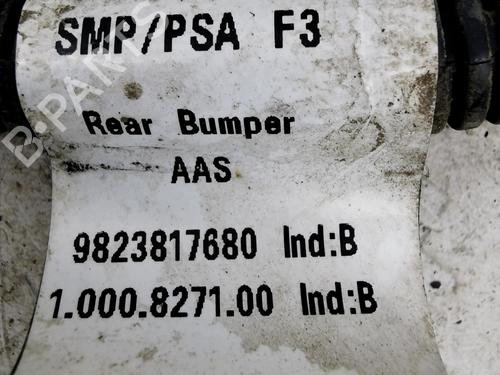 SMP/PSA F3
Rear Bumper
AAS
9823817680 Ind:B
1.000.8271.00 Ind:B
B-PARTS